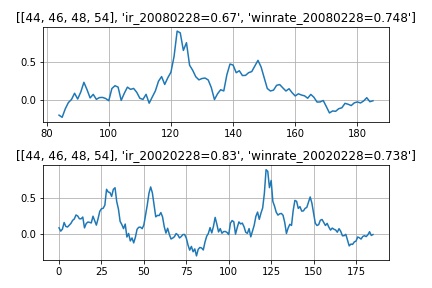 [[44, 46, 48, 54], 'ir_20080228=0.67', 'winrate_20080228=0.748']
0.5
0.0
80 100 120 140 160 180
[[44, 46, 48, 54], 'ir_20020228=0.83', 'winrate_20020228=0.738']
0.5
0.0
0 25 50 75 100 125 150 175